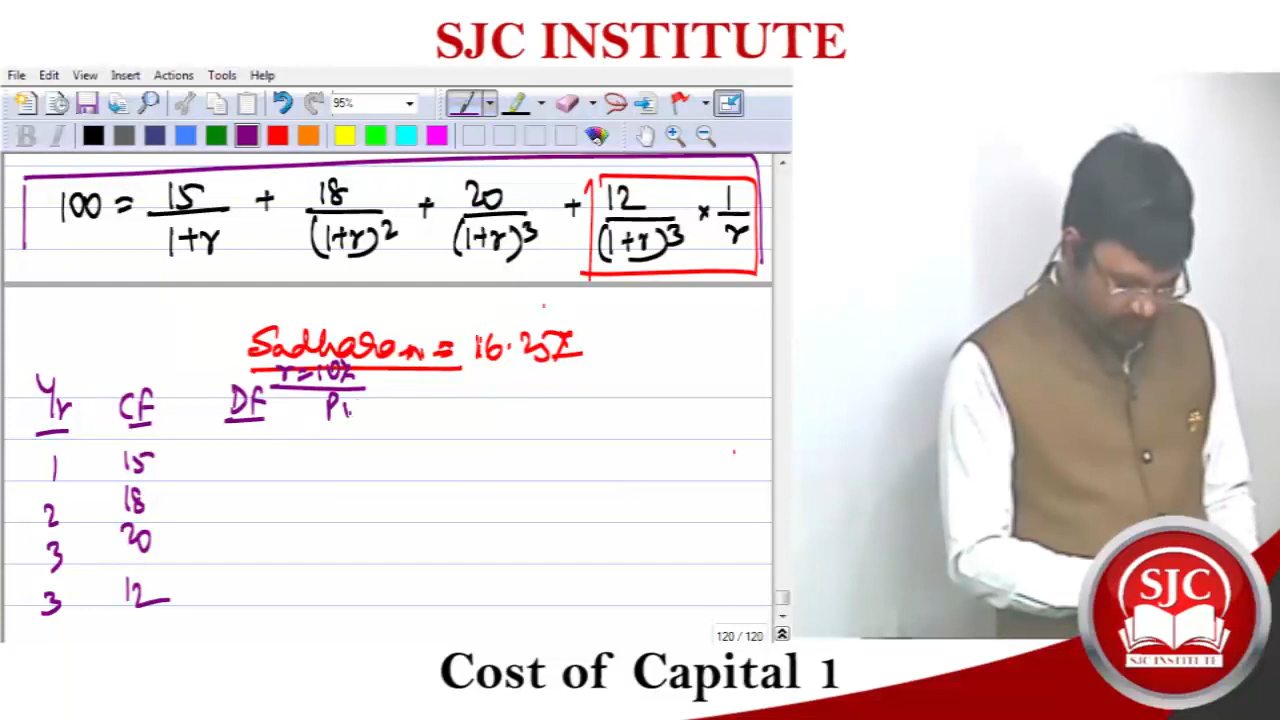 SJC INSTITUTE
File Edit View Insert Actions Tools Help
95%
B I
100 = 15/(1+r) + 18/(1+r)^2 + 20/(1+r)^3 + 12/(1+r)^3 × 1/r
Sadharan = 16.25%
r=10%
Yr CF DF
1 15
2 18
3 20
3 12
120 / 120
SJC
SJC INSTITUTE
Cost of Capital 1